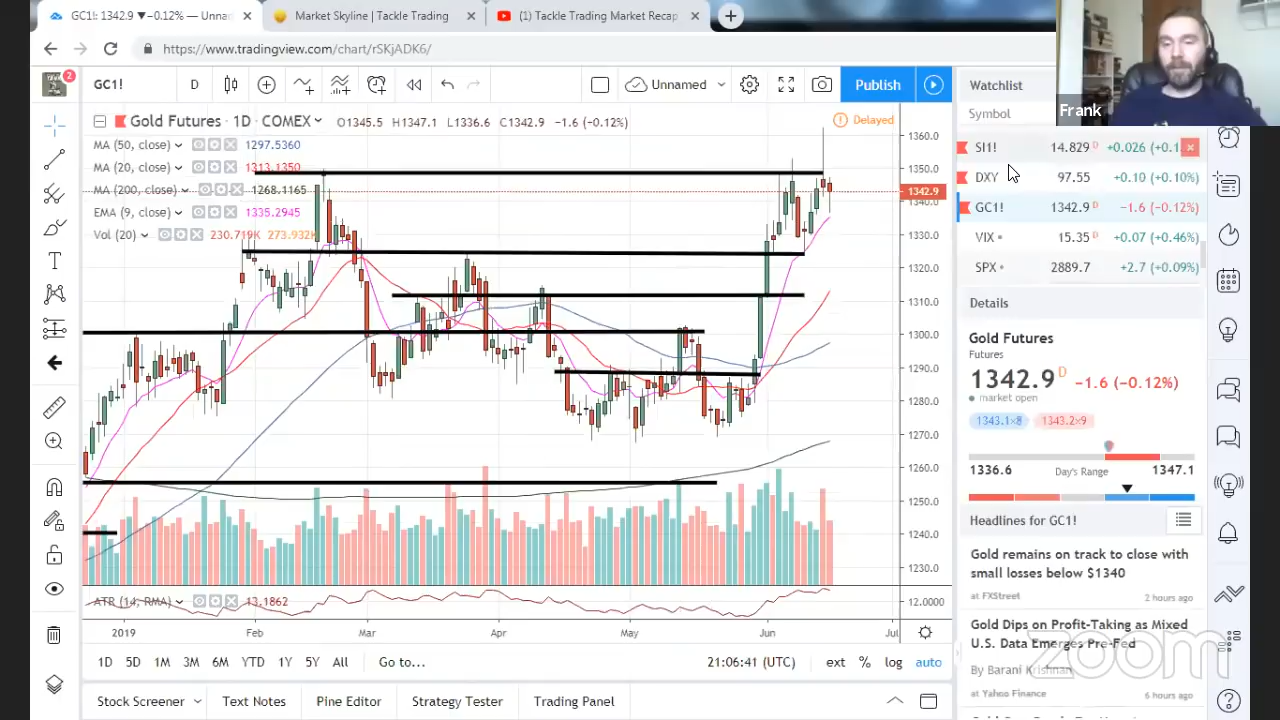 GC1!: 1342.9 ▼−0.12% — Unnan
Market Skyline | Tackle Trading
(1) Tackle Trading Market Recap
https://www.tradingview.com/chart/rSKjADK6/
2
GC1!
D
Unnamed
Publish
Gold Futures 1D COMEX
H1347.1 L1336.6 C1342.9 −1.6 (−0.12%)
Delayed
MA (50, close) 1297.5360
MA (20, close) 1313.1350
MA (200, close) 1268.1165
EMA (9, close) 1335.2945
Vol (20) 230.719K 273.932K
1360.0
1350.0
1342.9
1340.0
1330.0
1320.0
1310.0
1300.0
1290.0
1280.0
1270.0
1260.0
1250.0
1240.0
1230.0
ATR (14, RMA) 13.1862
12.0000
2019 Feb Mar Apr May Jun Jul
1D 5D 1M 3M 6M YTD 1Y 5Y All Go to...
21:06:41 (UTC) ext % log auto
Stock Screener Text Notes Pine Editor Strategy Tester Trading Panel
Frank
Watchlist
Symbol
SI1! 14.829 D +0.026
DXY 97.55 +0.10 (+0.10%)
GC1! 1342.9 D −1.6 (−0.12%)
VIX 15.35 D +0.07 (+0.46%)
SPX 2889.7 +2.7 (+0.09%)
Details
Gold Futures
Futures
1342.9 D −1.6 (−0.12%)
market open
1343.1×8 1343.2×9
1336.6 Day's Range 1347.1
Headlines for GC1!
Gold remains on track to close with
small losses below $1340
at FXStreet 2 hours ago
Gold Dips on Profit-Taking as Mixed
U.S. Data Emerges Pre-Fed
By Barani Krishnan
at Yahoo Finance 6 hours ago
zoom